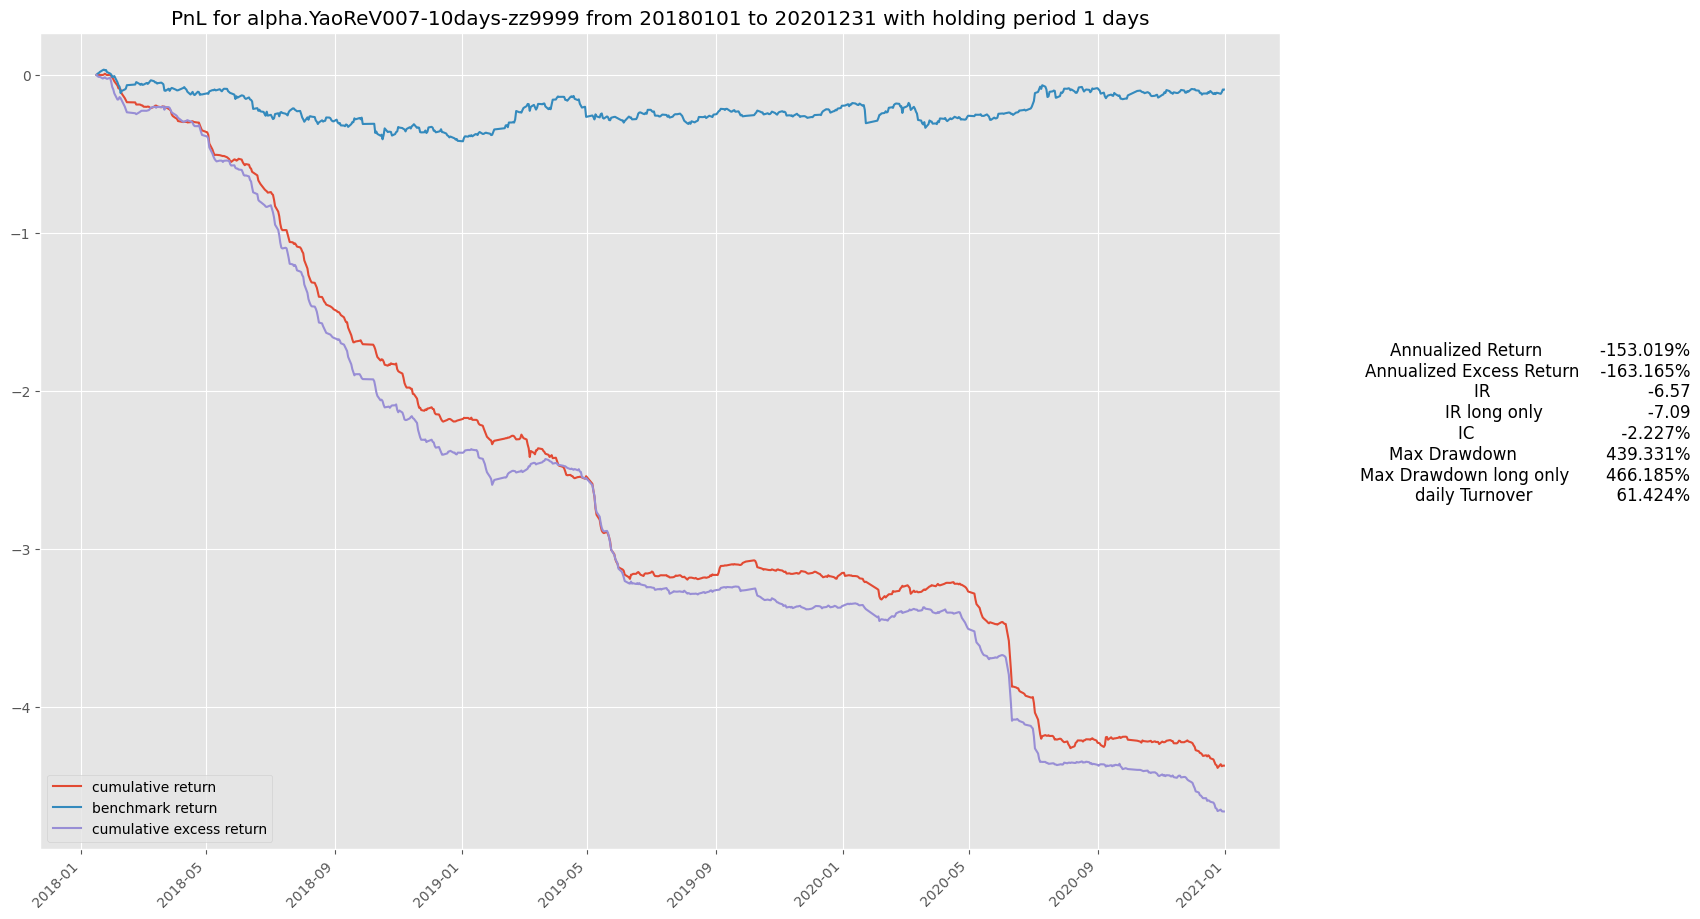 PnL for alpha.YaoReV007-10days-zz9999 from 20180101 to 20201231 with holding period 1 days
0
−1
−2
−3
−4
2018-01
2018-05
2018-09
2019-01
2019-05
2019-09
2020-01
2020-05
2020-09
2021-01
cumulative return
benchmark return
cumulative excess return
Annualized Return -153.019%
Annualized Excess Return -163.165%
IR -6.57
IR long only -7.09
IC -2.227%
Max Drawdown 439.331%
Max Drawdown long only 466.185%
daily Turnover 61.424%